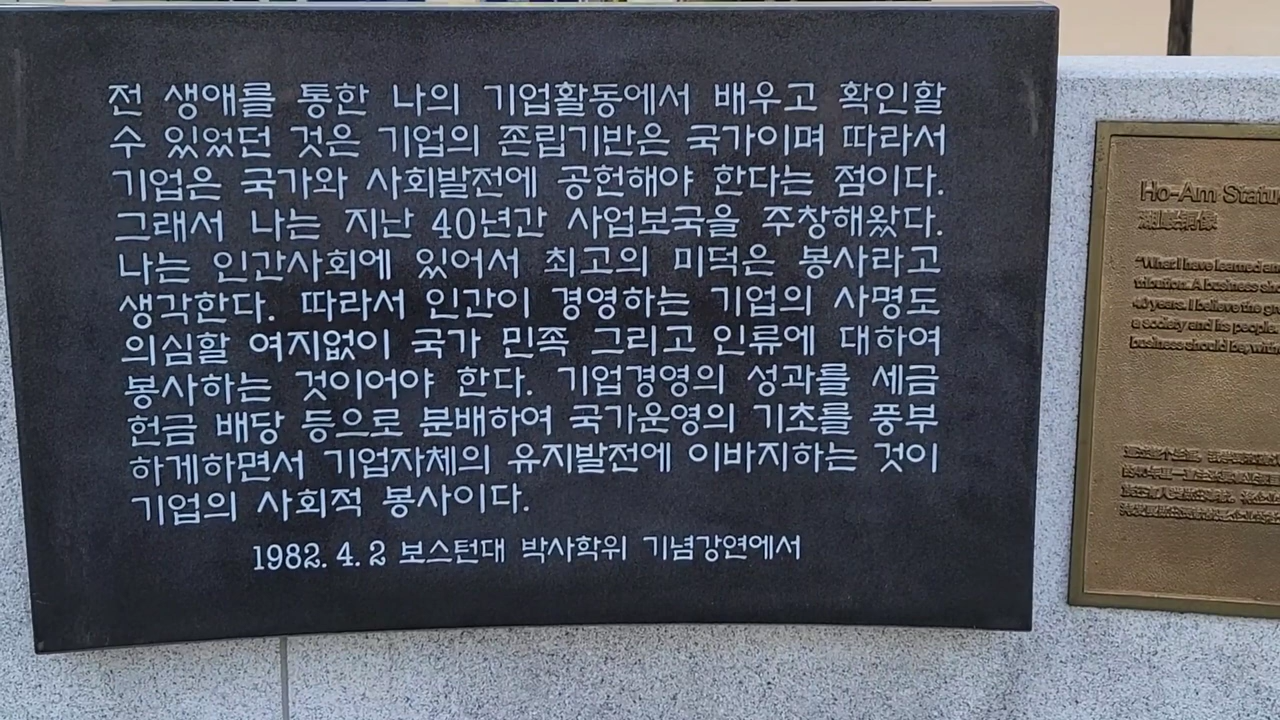 전 생애를 통한 나의 기업활동에서 배우고 확인할
수 있었던 것은 기업의 존립기반은 국가이며 따라서
기업은 국가와 사회발전에 공헌해야 한다는 점이다.
그래서 나는 지난 40년간 사업보국을 주창해왔다.
나는 인간사회에 있어서 최고의 미덕은 봉사라고
생각한다. 따라서 인간이 경영하는 기업의 사명도
의심할 여지없이 국가 민족 그리고 인류에 대하여
봉사하는 것이어야 한다. 기업경영의 성과를 세금
헌금 배당 등으로 분배하여 국가운영의 기초를 풍부
하게하면서 기업자체의 유지발전에 이바지하는 것이
기업의 사회적 봉사이다.
1982. 4. 2 보스턴대 박사학위 기념강연에서
Ho-Am
"What I have learned
tribution. A business
40 years. I believe the
a society and its people
business should be